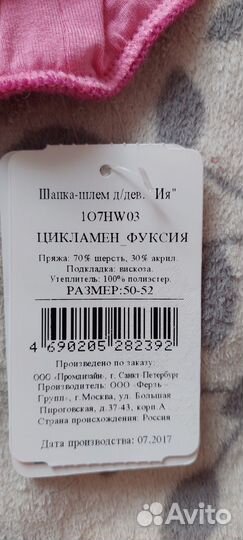 Шапка-шлем д/дев. "Ия"
1O7HW03
ЦИКЛАМЕН_ФУКСИЯ
Пряжа: 70% шерсть, 30% акрил.
Подкладка: вискоза.
Утеплитель: 100% полиэстер.
РАЗМЕР:50-52
4 690205 282392
Произведено по заказу:
ООО «Промдизайн», г. Санкт-Петербург
Производитель: ООО «Ферзь –
Групп», г.Москва, ул. Большая
Пироговская, д.37-43, корп.А
Страна происхождения: Россия
Дата производства: 07.2017
Avito